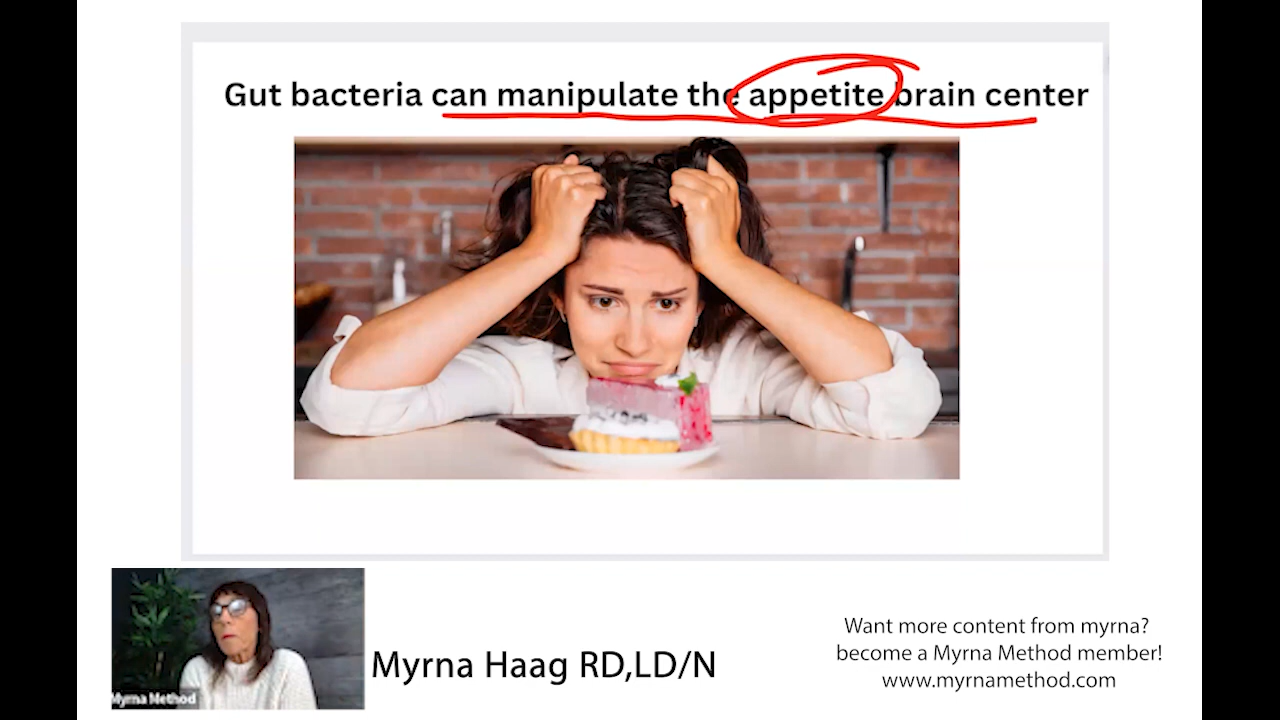 Gut bacteria can manipulate the appetite brain center
Myrna Method
Myrna Haag RD,LD/N
Want more content from myrna?
become a Myrna Method member!
www.myrnamethod.com